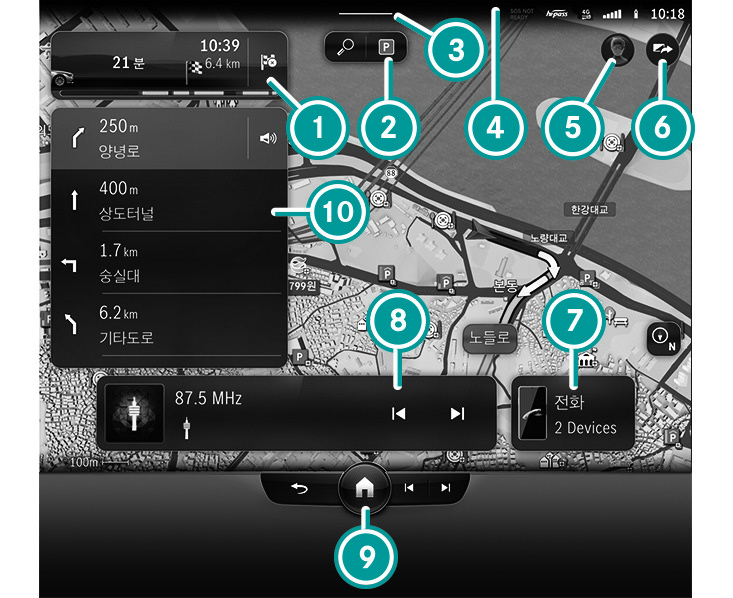 SOS NOT
READY
hi-pass
4G
10:18
10:39
21 분
6.4 km
P
3
4
1
2
5
6
250 m
양녕로
400 m
상도터널
10
88
한강대교
노량대교
1.7 km
숭실대
P
P
P
본동
799원
6.2 km
기타도로
8
7
노들로
N
P
87.5 MHz
전화
2 Devices
P
100m
9